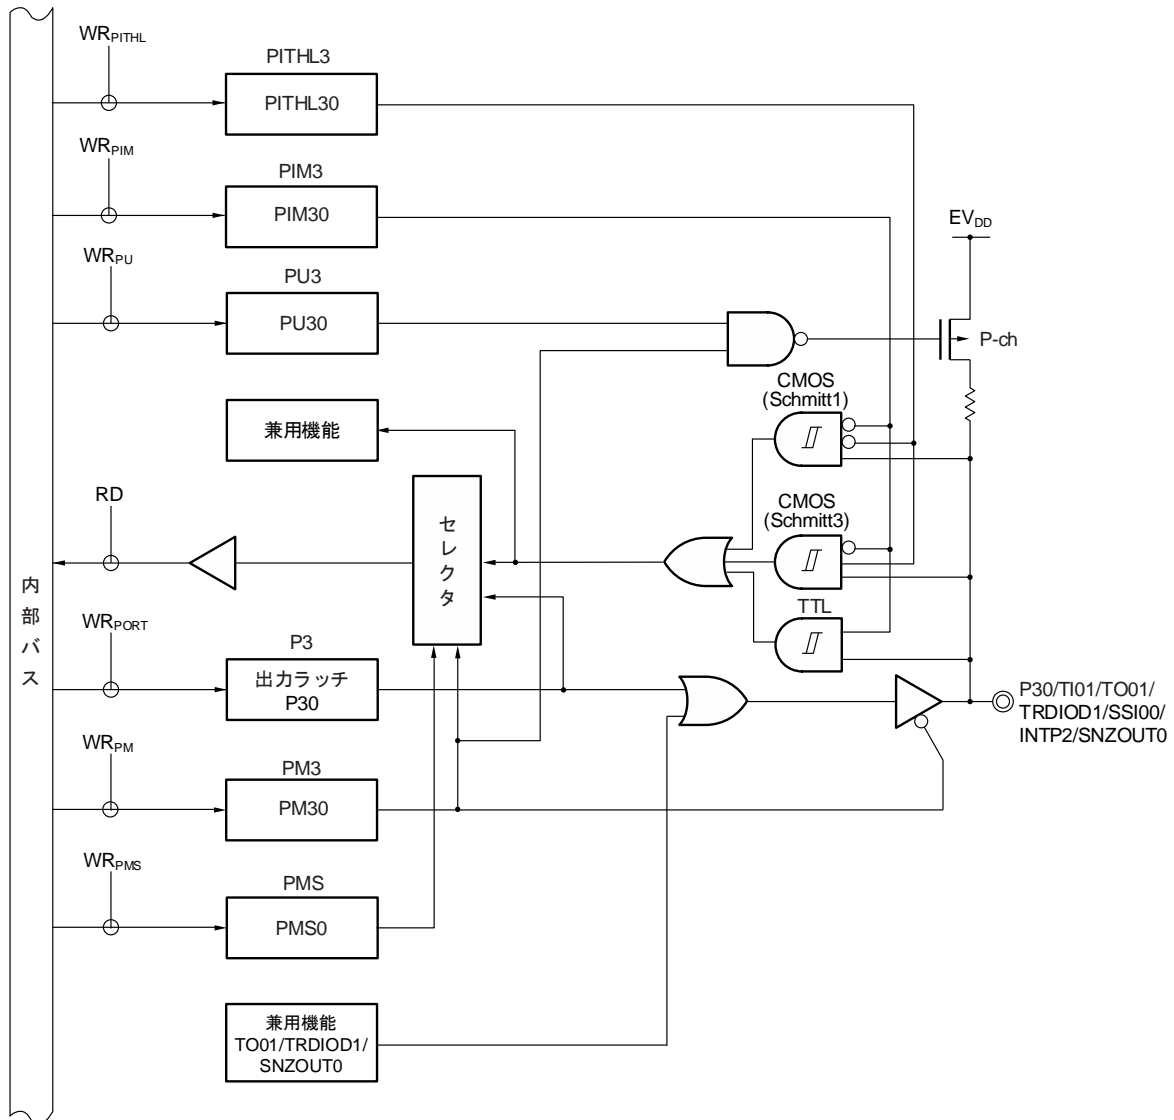 WRPITHL
PITHL3
PITHL30
WRPIM
PIM3
PIM30
EVDD
WRPU
PU3
PU30
P-ch
CMOS
(Schmitt1)
兼用機能
RD
セレクタ
CMOS
(Schmitt3)
内部バス
TTL
WRPORT
P3
出力ラッチ
P30
P30/TI01/TO01/
TRDIOD1/SSI00/
INTP2/SNZOUT0
WRPM
PM3
PM30
WRPMS
PMS
PMS0
兼用機能
TO01/TRDIOD1/
SNZOUT0